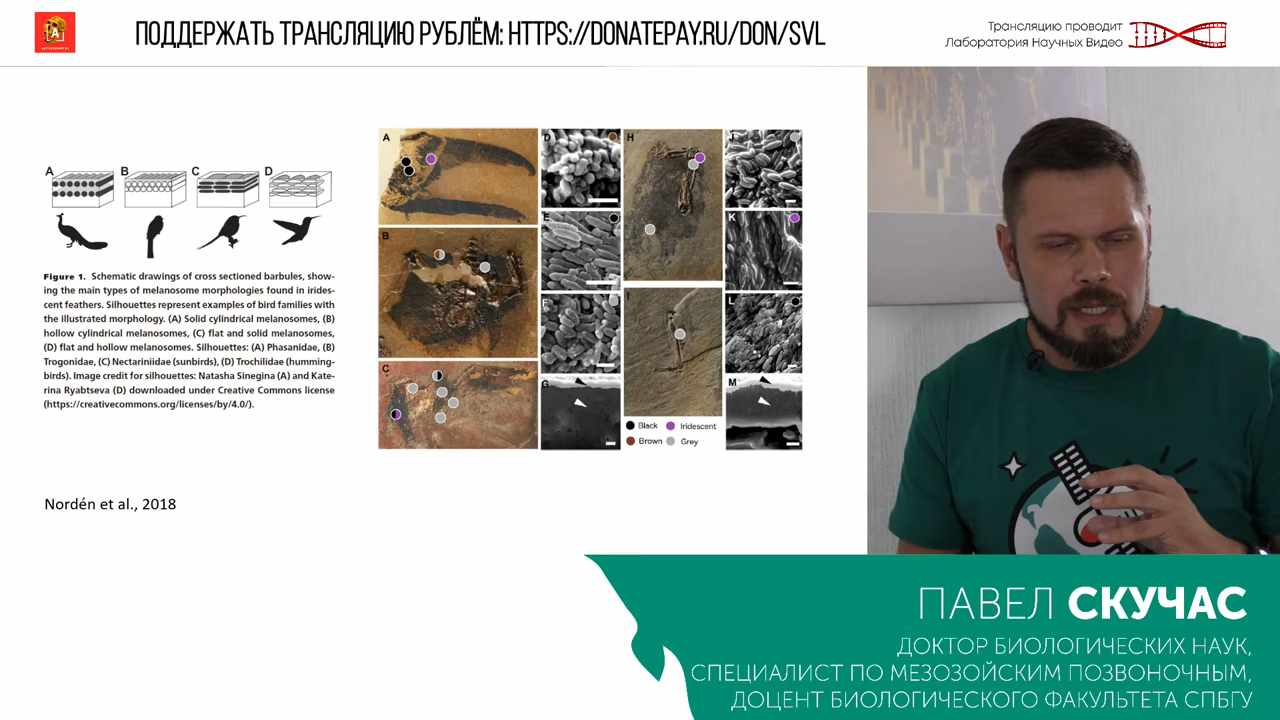 ПОДДЕРЖАТЬ ТРАНСЛЯЦИЮ РУБЛЁМ: HTTPS://DONATEPAY.RU/DON/SVL
Трансляцию проводит
Лаборатория Научных Видео
A B C D
Figure 1. Schematic drawings of cross sectioned barbules, show-
ing the main types of melanosome morphologies found in irides-
cent feathers. Silhouettes represent examples of bird families with
the illustrated morphology. (A) Solid cylindrical melanosomes, (B)
hollow cylindrical melanosomes, (C) flat and solid melanosomes,
(D) flat and hollow melanosomes. Silhouettes: (A) Phasanidae, (B)
Trogonidae, (C) Nectariniidae (sunbirds), (D) Trochilidae (humming-
birds). Image credit for silhouettes: Natasha Sinegina (A) and Kate-
rina Ryabtseva (D) downloaded under Creative Commons license
(https://creativecommons.org/licenses/by/4.0/).
Nordén et al., 2018
A
B
C
D
E
F
G
H
I
J
K
L
M
Black Iridescent
Brown Grey
ПАВЕЛ СКУЧАС
ДОКТОР БИОЛОГИЧЕСКИХ НАУК,
СПЕЦИАЛИСТ ПО МЕЗОЗОЙСКИМ ПОЗВОНОЧНЫМ,
ДОЦЕНТ БИОЛОГИЧЕСКОГО ФАКУЛЬТЕТА СПБГУ